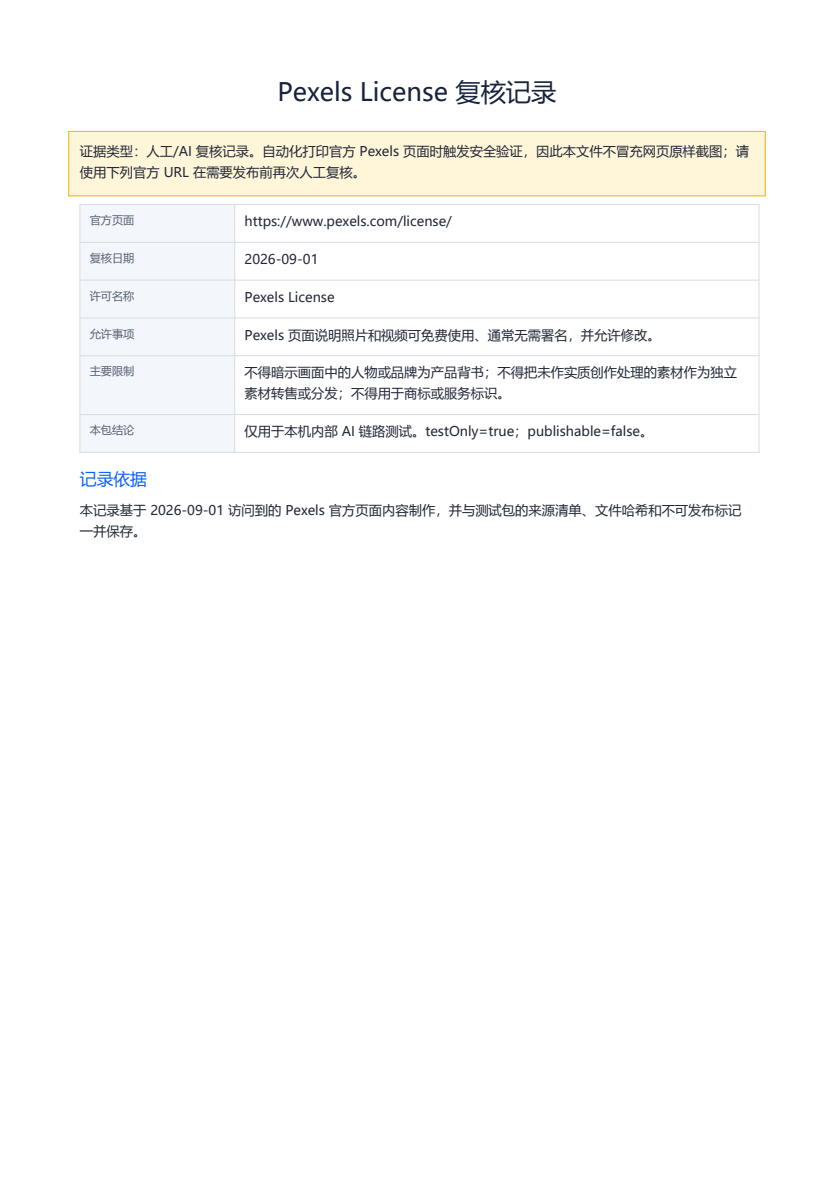 Pexels License 复核记录
证据类型：人工/AI 复核记录。自动化打印官方 Pexels 页面时触发安全验证，因此本文件不冒充网页原样截图；请
使用下列官方 URL 在需要发布前再次人工复核。
官方页面 https://www.pexels.com/license/
复核日期 2026-09-01
许可名称 Pexels License
允许事项 Pexels 页面说明照片和视频可免费使用、通常无需署名，并允许修改。
主要限制 不得暗示画面中的人物或品牌为产品背书；不得把未作实质创作处理的素材作为独立
素材转售或分发；不得用于商标或服务标识。
本包结论 仅用于本机内部 AI 链路测试。testOnly=true；publishable=false。
记录依据
本记录基于 2026-09-01 访问到的 Pexels 官方页面内容制作，并与测试包的来源清单、文件哈希和不可发布标记
一并保存。